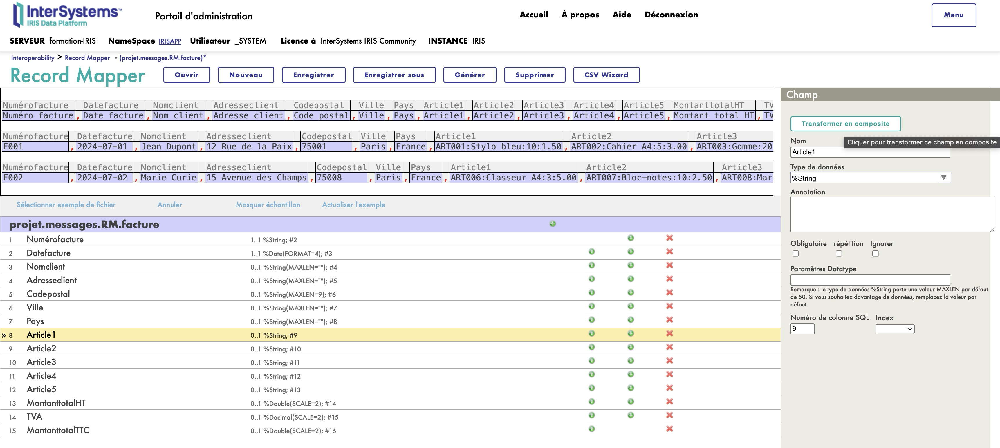 InterSystems™
IRIS Data Platform
Portail d'administration
Accueil À propos Aide Déconnexion
Menu
SERVEUR formation-IRIS NameSpace IRISAPP Utilisateur _SYSTEM Licence à InterSystems IRIS Community INSTANCE IRIS
Interoperability > Record Mapper - (projet.messages.RM.facture)*
Record Mapper Ouvrir Nouveau Enregistrer Enregistrer sous Générer Supprimer CSV Wizard
Numérofacture Datefacture Nomclient Adresseclient Codepostal Ville Pays Article1 Article2 Article3 Article4 Article5 MontanttotalHT TV
Numéro facture , Date facture , Nom client , Adresse client , Code postal , Ville , Pays , Article1 , Article2 , Article3 , Article4 , Article5 , Montant total HT , TV
Numérofacture Datefacture Nomclient Adresseclient Codepostal Ville Pays Article1 Article2 Article3
F001 , 2024-07-01 , Jean Dupont , 12 Rue de la Paix , 75001 , Paris , France , ART001:Stylo bleu:10:1.50 , ART002:Cahier A4:5:3.00 , ART003:Gomme:20
Numérofacture Datefacture Nomclient Adresseclient Codepostal Ville Pays Article1 Article2 Article3
F002 , 2024-07-02 , Marie Curie , 15 Avenue des Champs , 75008 , Paris , France , ART006:Classeur A4:3:5.00 , ART007:Bloc-notes:10:2.50 , ART008:Mar
Sélectionner exemple de fichier Annuler Masquer échantillon Actualiser l'exemple
projet.messages.RM.facture
1 Numérofacture 1..1 %String; #2
2 Datefacture 1..1 %Date(FORMAT=4); #3
3 Nomclient 0..1 %String(MAXLEN=""); #4
4 Adresseclient 0..1 %String(MAXLEN=""); #5
5 Codepostal 0..1 %String(MAXLEN=9); #6
6 Ville 0..1 %String(MAXLEN=""); #7
7 Pays 0..1 %String(MAXLEN=""); #8
» 8 Article1 0..1 %String; #9
9 Article2 0..1 %String; #10
10 Article3 0..1 %String; #11
11 Article4 0..1 %String; #12
12 Article5 0..1 %String; #13
13 MontanttotalHT 0..1 %Double(SCALE=2); #14
14 TVA 0..1 %Decimal(SCALE=2); #15
15 MontanttotalTTC 0..1 %Double(SCALE=2); #16
Champ
Transformer en composite
Nom
Cliquer pour transformer ce champ en composite
Article1
Type de données
%String
Annotation
Obligatoire répétition Ignorer
Paramètres Datatype
Remarque : le type de données %String porte une valeur MAXLEN par défaut
de 50. Si vous souhaitez davantage de données, remplacez la valeur par
défaut.
Numéro de colonne SQL Index
9